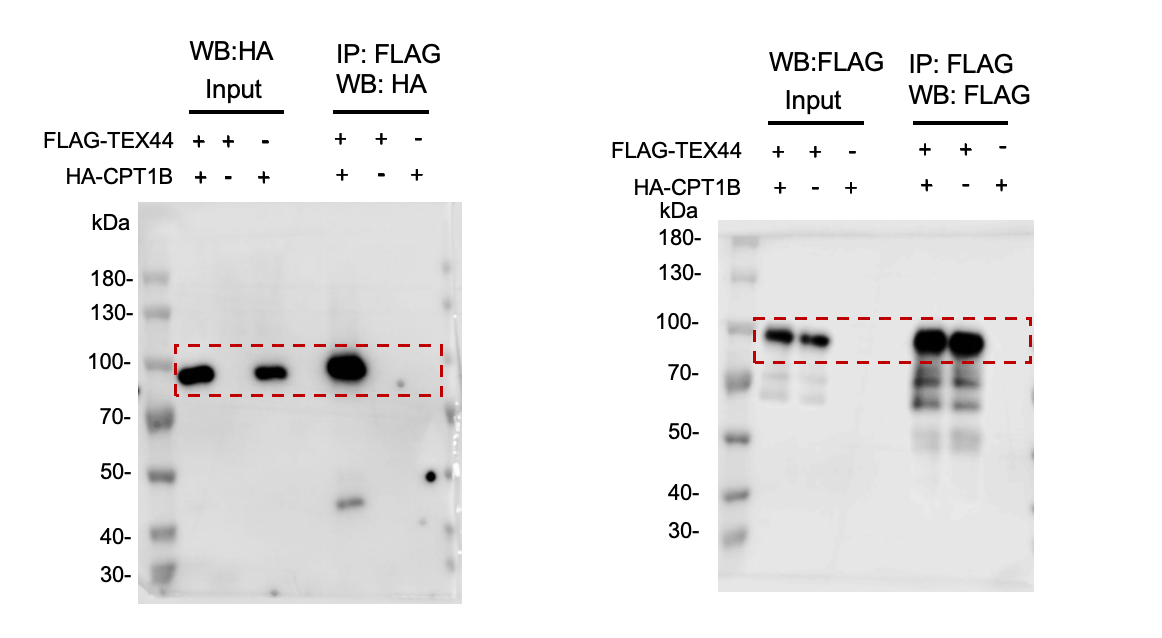 WB:HA
Input
IP: FLAG
WB: HA
FLAG-TEX44 + + - + + -
HA-CPT1B + - + + - +
kDa
180-
130-
100-
70-
50-
40-
30-
WB:FLAG
Input
IP: FLAG
WB: FLAG
FLAG-TEX44 + + - + + -
HA-CPT1B + - + + - +
kDa
180-
130-
100-
70-
50-
40-
30-